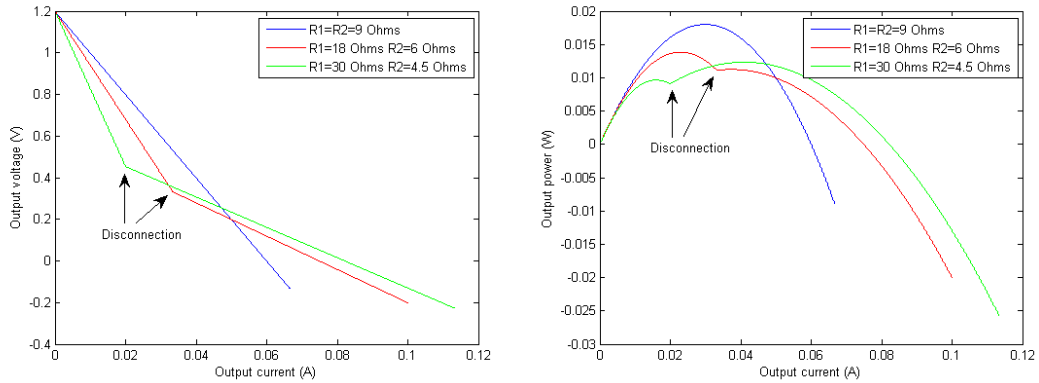 1.2
1
0.8
0.6
0.4
0.2
0
-0.2
-0.4
Output voltage (V)
R1=R2=9 Ohms
R1=18 Ohms R2=6 Ohms
R1=30 Ohms R2=4.5 Ohms
Disconnection
0
0.02
0.04
0.06
0.08
0.1
0.12
Output current (A)
0.02
0.015
0.01
0.005
0
-0.005
-0.01
-0.015
-0.02
-0.025
-0.03
Output power (W)
R1=R2=9 Ohms
R1=18 Ohms R2=6 Ohms
R1=30 Ohms R2=4.5 Ohms
Disconnection
0
0.02
0.04
0.06
0.08
0.1
0.12
Output current (A)